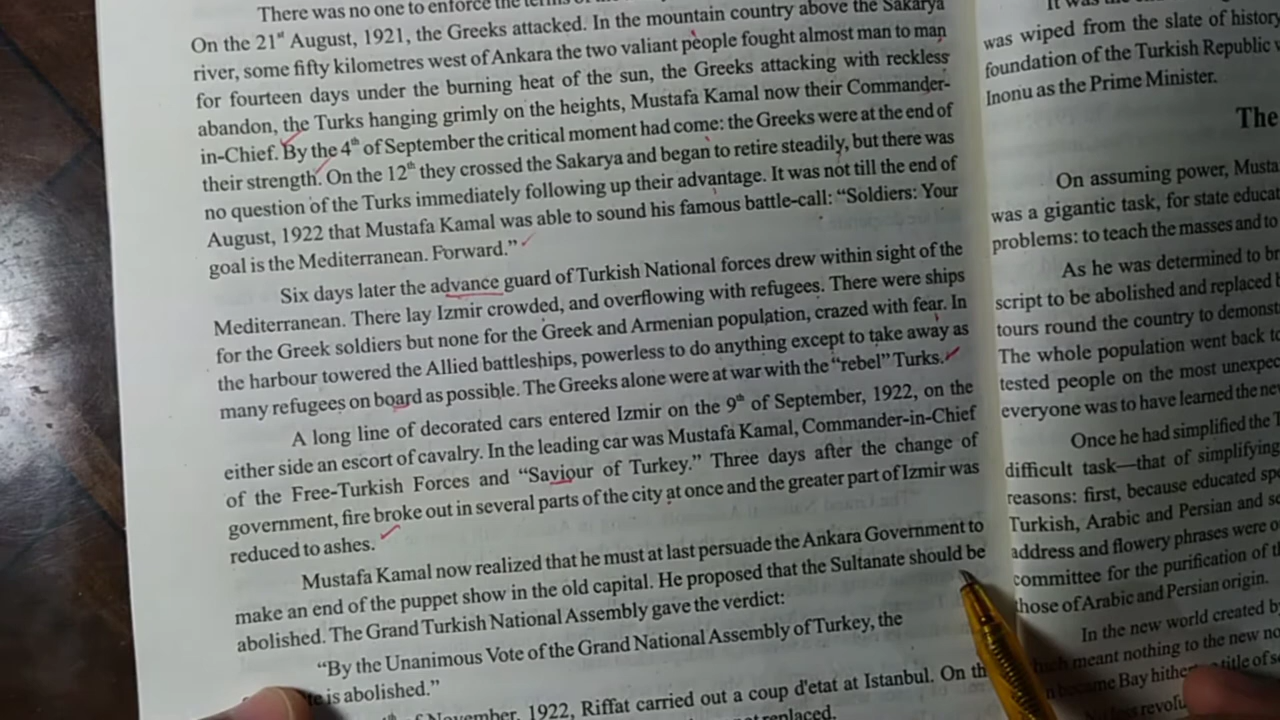 There was no one to enforce the terms of
On the 21st August, 1921, the Greeks attacked. In the mountain country above the Sakarya
river, some fifty kilometres west of Ankara the two valiant people fought almost man to man
for fourteen days under the burning heat of the sun, the Greeks attacking with reckless
abandon, the Turks hanging grimly on the heights, Mustafa Kamal now their Commander-
in-Chief. By the 4th of September the critical moment had come: the Greeks were at the end of
their strength. On the 12th they crossed the Sakarya and began to retire steadily, but there was
no question of the Turks immediately following up their advantage. It was not till the end of
August, 1922 that Mustafa Kamal was able to sound his famous battle-call: “Soldiers: Your
goal is the Mediterranean. Forward.”
Six days later the advance guard of Turkish National forces drew within sight of the
Mediterranean. There lay Izmir crowded, and overflowing with refugees. There were ships
for the Greek soldiers but none for the Greek and Armenian population, crazed with fear. In
the harbour towered the Allied battleships, powerless to do anything except to take away as
many refugees on board as possible. The Greeks alone were at war with the “rebel” Turks.
A long line of decorated cars entered Izmir on the 9th of September, 1922, on the
either side an escort of cavalry. In the leading car was Mustafa Kamal, Commander-in-Chief
of the Free-Turkish Forces and “Saviour of Turkey.” Three days after the change of
government, fire broke out in several parts of the city at once and the greater part of Izmir was
reduced to ashes.
Mustafa Kamal now realized that he must at last persuade the Ankara Government to
make an end of the puppet show in the old capital. He proposed that the Sultanate should be
abolished. The Grand Turkish National Assembly gave the verdict:
“By the Unanimous Vote of the Grand National Assembly of Turkey, the
is abolished.”
of November, 1922, Riffat carried out a coup d'etat at Istanbul. On
replaced.
It was
was wiped from the slate of history
foundation of the Turkish Republic
Inonu as the Prime Minister.
The
On assuming power,
was a gigantic task, for state
problems: to teach the masses and to
As he was determined to
script to be abolished and replaced
tours round the country to
The whole population went back
tested people on the most
everyone was to have learned the
Once he had simplified the
difficult task—that of simplifying
reasons: first, because educated
Turkish, Arabic and Persian and
address and flowery phrases were
committee for the purification of
those of Arabic and Persian origin.
In the new world created
which meant nothing to the new
became Bay title of